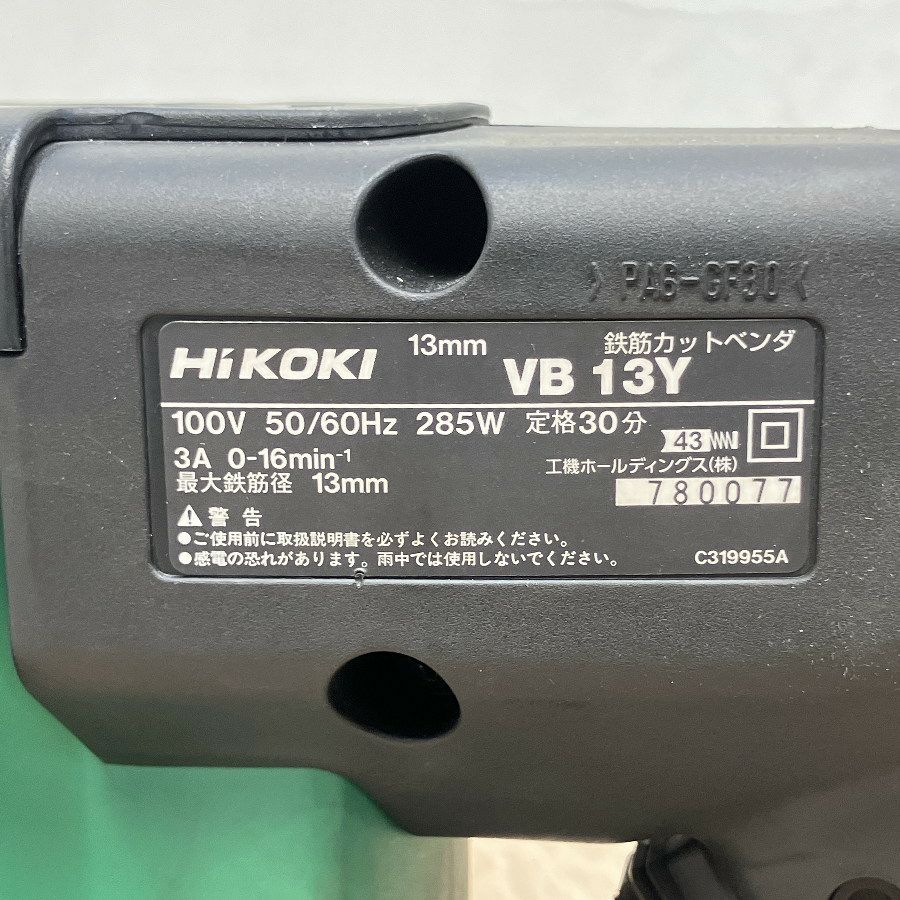 >PA6-GF30<
HiKOKI 13mm VB 13Y 鉄筋カットベンダ
100V 50/60Hz 285W 定格30分
3A 0-16min⁻¹ 43
最大鉄筋径 13mm 工機ホールディングス(株)
780077
⚠警告
●ご使用前に取扱説明書を必ずよくお読みください。
●感電の恐れがあります。雨中では使用しないでください。
C319955A